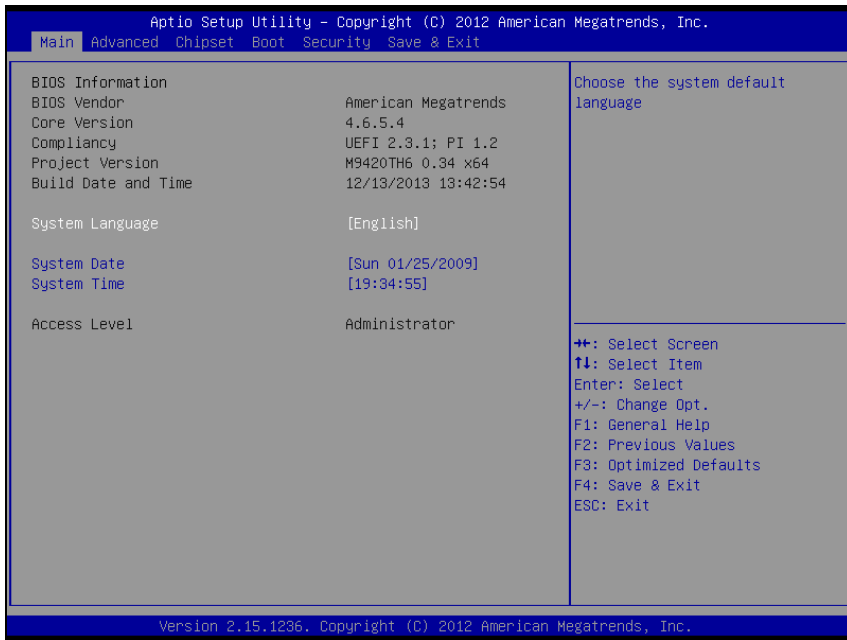 Aptio Setup Utility – Copyright (C) 2012 American Megatrends, Inc.
Main Advanced Chipset Boot Security Save & Exit
BIOS Information
BIOS Vendor American Megatrends
Core Version 4.6.5.4
Compliancy UEFI 2.3.1; PI 1.2
Project Version M9420TH6 0.34 x64
Build Date and Time 12/13/2013 13:42:54
System Language [English]
System Date [Sun 01/25/2009]
System Time [19:34:55]
Access Level Administrator
Choose the system default
language
→←: Select Screen
↑↓: Select Item
Enter: Select
+/-: Change Opt.
F1: General Help
F2: Previous Values
F3: Optimized Defaults
F4: Save & Exit
ESC: Exit
Version 2.15.1236. Copyright (C) 2012 American Megatrends, Inc.